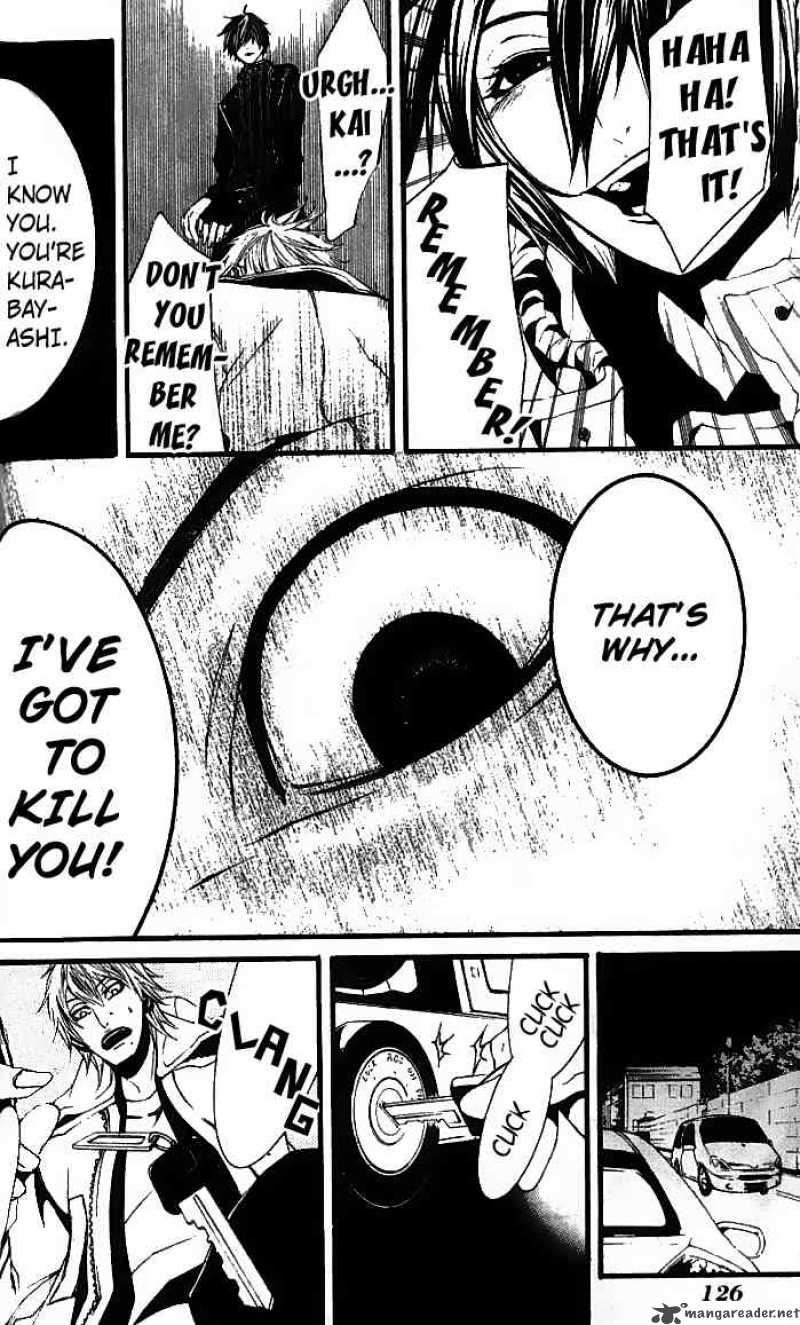 HAHA
HA!
THAT'S
IT!
REMEMBER!
URGH...
KAI
...?
DON'T
YOU
REMEM-
BER
ME?
I
KNOW
YOU.
YOU'RE
KURA-
BAY-
ASHI.
THAT'S
WHY...
I'VE
GOT
TO
KILL
YOU!
CLICK
CLICK
CLICK
CLANG
126
mangareader.net